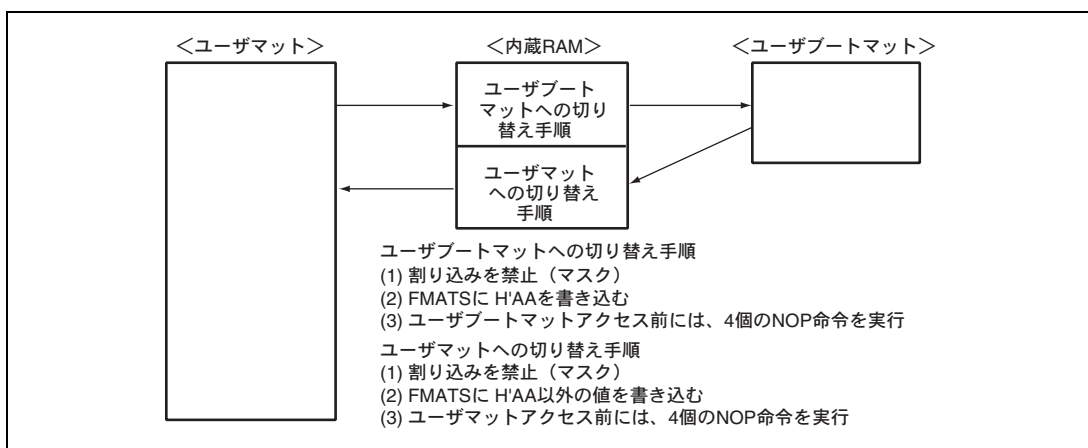 ＜ユーザマット＞
＜内蔵RAM＞
＜ユーザブートマット＞
ユーザブート
マットへの切り
替え手順
ユーザマット
への切り替え
手順
ユーザブートマットへの切り替え手順
(1) 割り込みを禁止（マスク）
(2) FMATSに H'AAを書き込む
(3) ユーザブートマットアクセス前には、4個のNOP命令を実行
ユーザマットへの切り替え手順
(1) 割り込みを禁止（マスク）
(2) FMATSに H'AA以外の値を書き込む
(3) ユーザマットアクセス前には、4個のNOP命令を実行